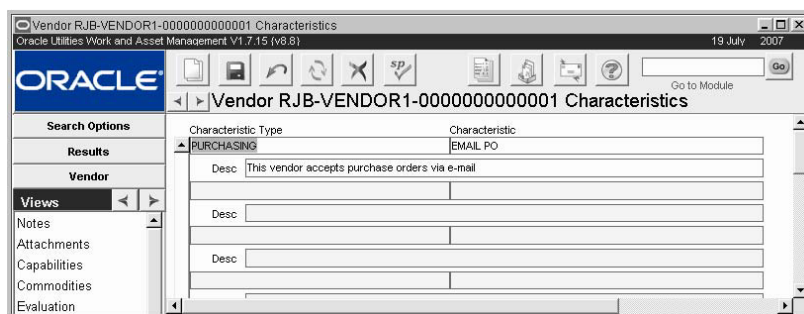 Vendor RJB-VENDOR1-0000000000001 Characteristics
Oracle Utilities Work and Asset Management V1.7.15 (v8.8) 19 July 2007
ORACLE
sp
Go
Go to Module
Vendor RJB-VENDOR1-0000000000001 Characteristics
Search Options
Results
Vendor
Views
Notes
Attachments
Capabilities
Commodities
Evaluation
Characteristic Type Characteristic
PURCHASING EMAIL PO
Desc This vendor accepts purchase orders via e-mail
Desc
Desc